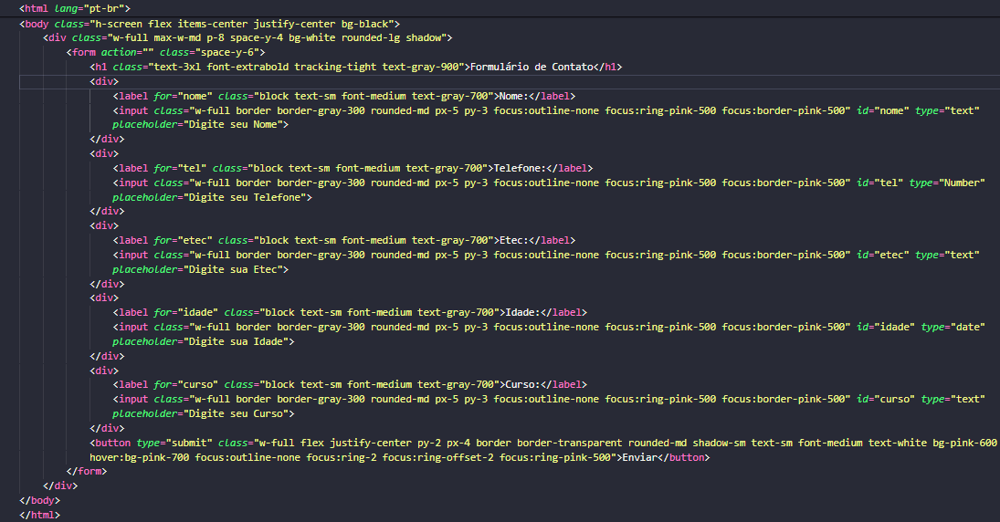 <html lang="pt-br">
<body class="h-screen flex items-center justify-center bg-black">
<div class="w-full max-w-md p-8 space-y-4 bg-white rounded-lg shadow">
<form action="" class="space-y-6">
<h1 class="text-3xl font-extrabold tracking-tight text-gray-900">Formulário de Contato</h1>
<div>
<label for="nome" class="block text-sm font-medium text-gray-700">Nome:</label>
<input class="w-full border border-gray-300 rounded-md px-5 py-3 focus:outline-none focus:ring-pink-500 focus:border-pink-500" id="nome" type="text"
placeholder="Digite seu Nome">
</div>
<div>
<label for="tel" class="block text-sm font-medium text-gray-700">Telefone:</label>
<input class="w-full border border-gray-300 rounded-md px-5 py-3 focus:outline-none focus:ring-pink-500 focus:border-pink-500" id="tel" type="Number"
placeholder="Digite seu Telefone">
</div>
<div>
<label for="etec" class="block text-sm font-medium text-gray-700">Etec:</label>
<input class="w-full border border-gray-300 rounded-md px-5 py-3 focus:outline-none focus:ring-pink-500 focus:border-pink-500" id="etec" type="text"
placeholder="Digite sua Etec">
</div>
<div>
<label for="idade" class="block text-sm font-medium text-gray-700">Idade:</label>
<input class="w-full border border-gray-300 rounded-md px-5 py-3 focus:outline-none focus:ring-pink-500 focus:border-pink-500" id="idade" type="date"
placeholder="Digite sua Idade">
</div>
<div>
<label for="curso" class="block text-sm font-medium text-gray-700">Curso:</label>
<input class="w-full border border-gray-300 rounded-md px-5 py-3 focus:outline-none focus:ring-pink-500 focus:border-pink-500" id="curso" type="text"
placeholder="Digite seu Curso">
</div>
<button type="submit" class="w-full flex justify-center py-2 px-4 border border-transparent rounded-md shadow-sm text-sm font-medium text-white bg-pink-600
hover:bg-pink-700 focus:outline-none focus:ring-2 focus:ring-offset-2 focus:ring-pink-500">Enviar</button>
</form>
</div>
</body>
</html>